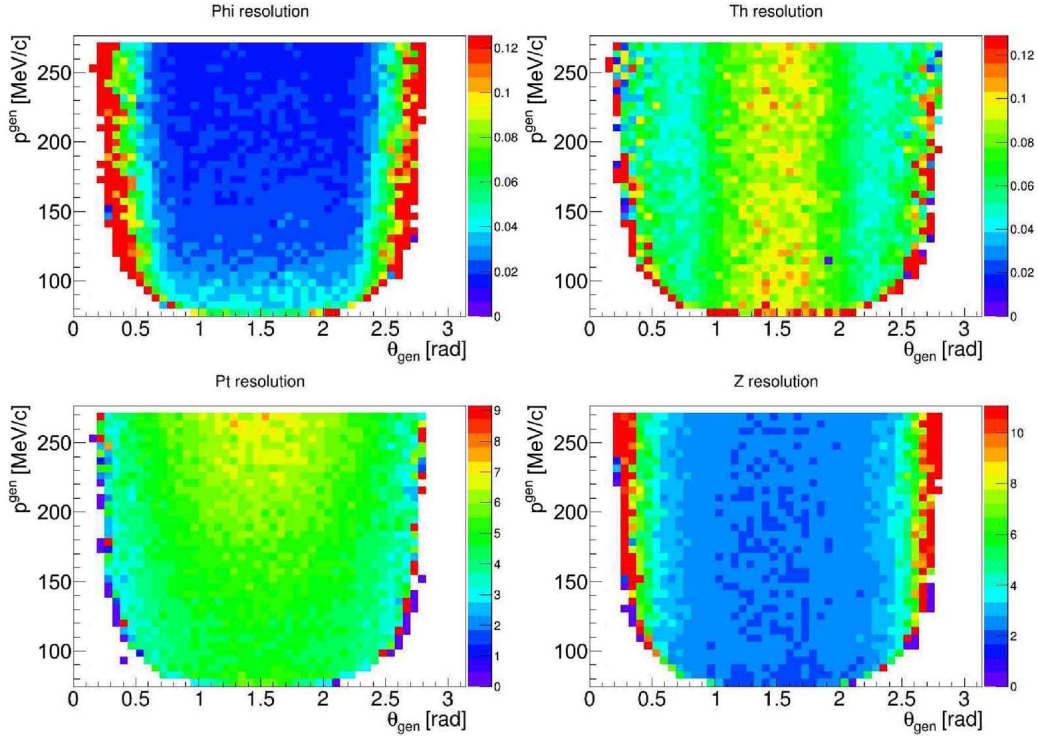 Phi resolution
p^gen [MeV/c]
250
200
150
100
0 0.5 1 1.5 2 2.5 3
θ_gen [rad]
0.12
0.1
0.08
0.06
0.04
0.02
0
Th resolution
p^gen [MeV/c]
250
200
150
100
0 0.5 1 1.5 2 2.5 3
θ_gen [rad]
0.12
0.1
0.08
0.06
0.04
0.02
0
Pt resolution
p^gen [MeV/c]
250
200
150
100
0 0.5 1 1.5 2 2.5 3
θ_gen [rad]
9
8
7
6
5
4
3
2
1
0
Z resolution
p^gen [MeV/c]
250
200
150
100
0 0.5 1 1.5 2 2.5 3
θ_gen [rad]
10
8
6
4
2
0